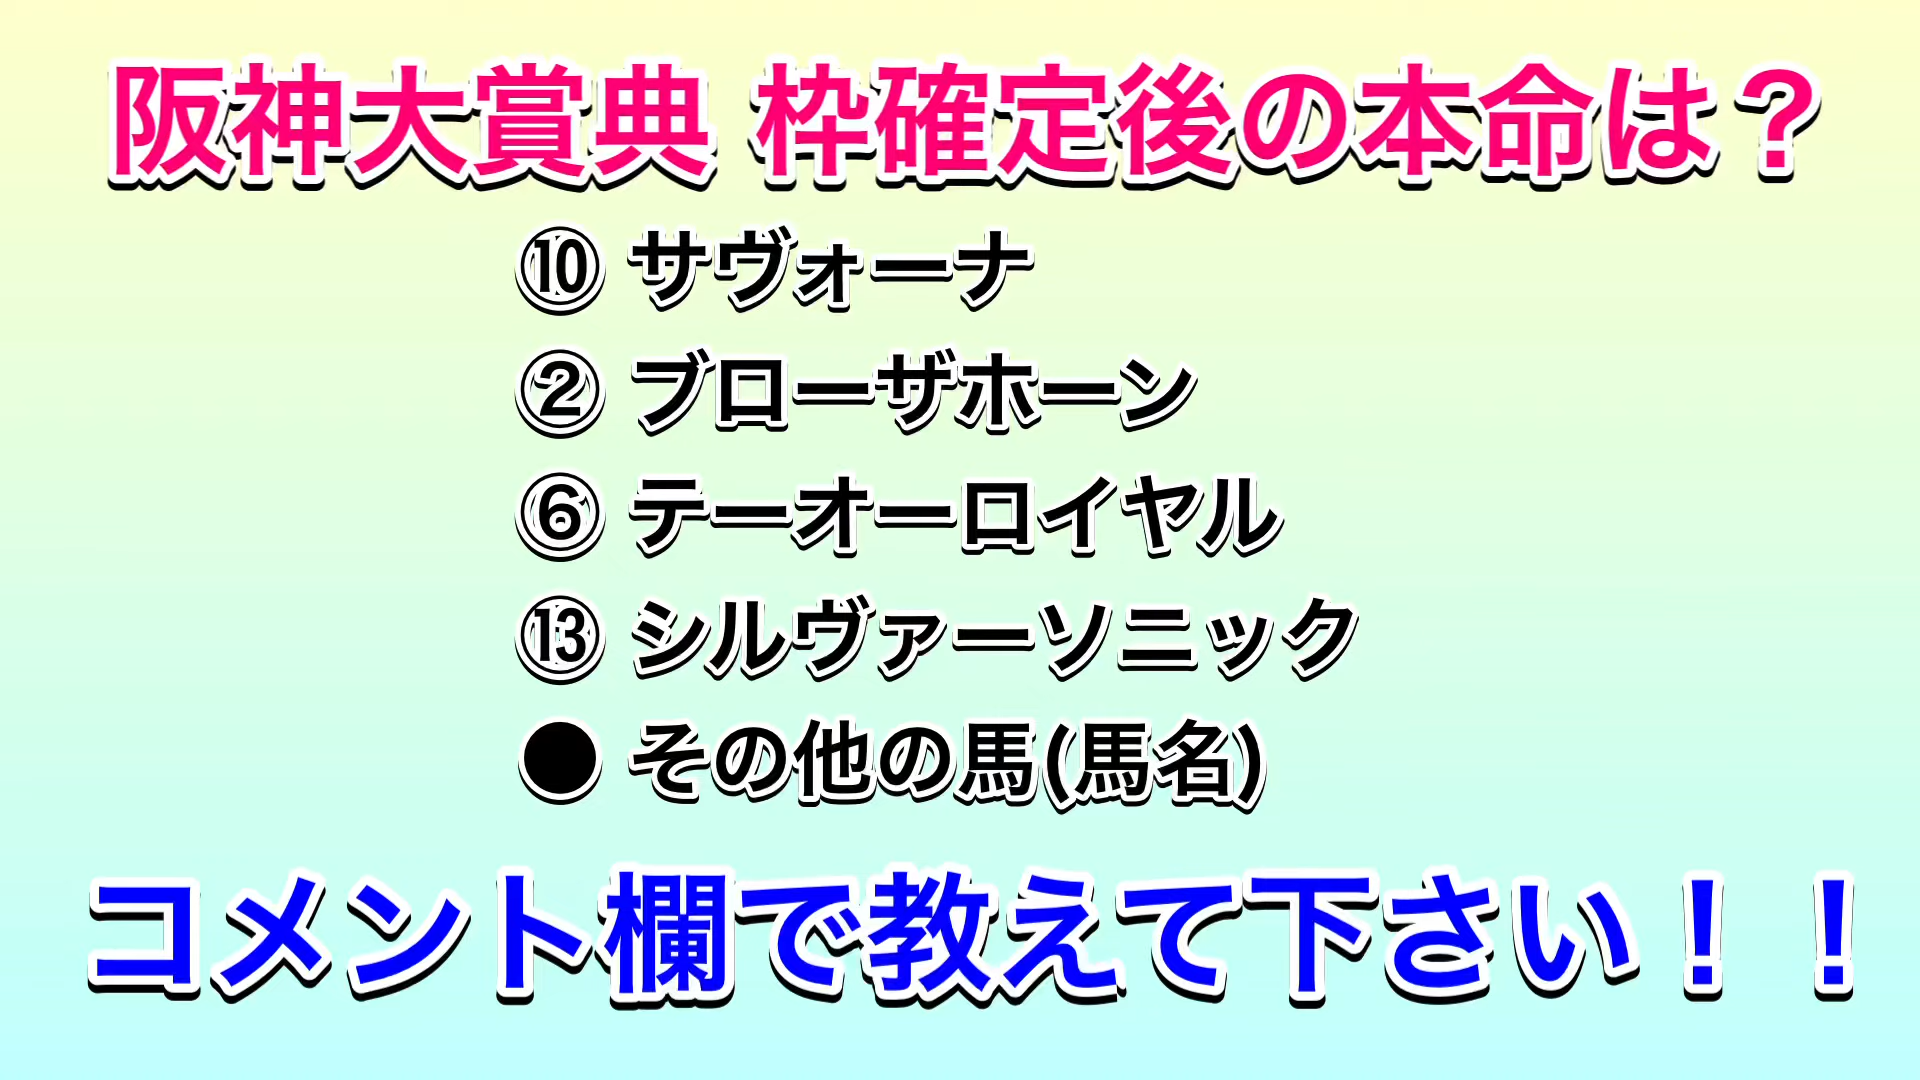 阪神大賞典 枠確定後の本命は？
⑩ サヴォーナ
② ブローザホーン
⑥ テーオーロイヤル
⑬ シルヴァーソニック
● その他の馬(馬名)
コメント欄で教えて下さい！！